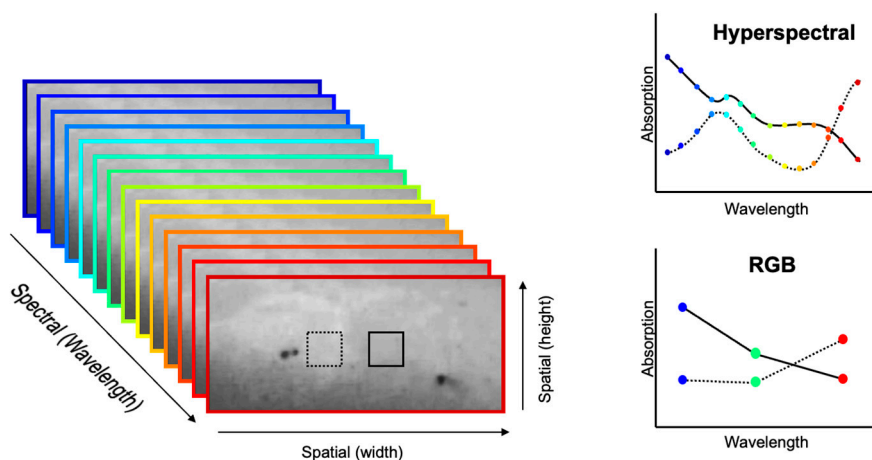 Spectral (Wavelength)
Spatial (width)
Spatial (height)
Hyperspectral
Absorption
Wavelength
RGB
Absorption
Wavelength